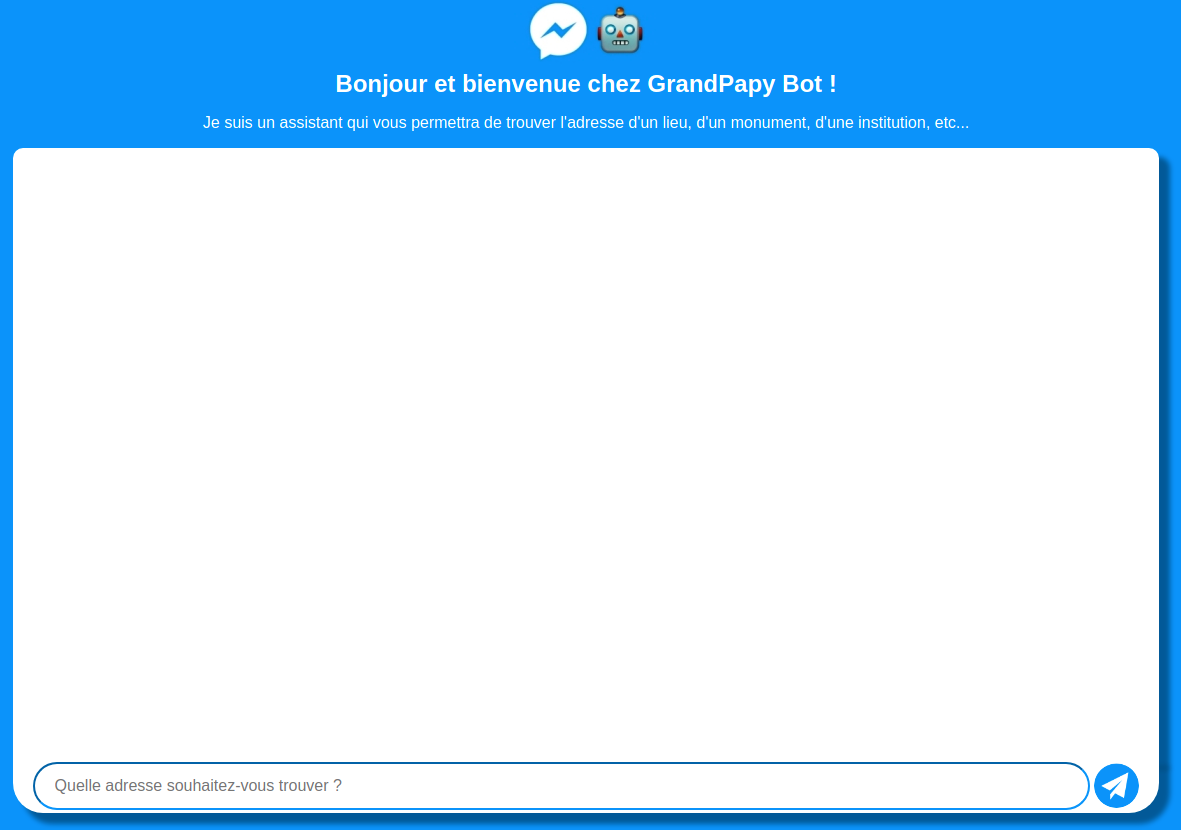 Bonjour et bienvenue chez GrandPapy Bot !
Je suis un assistant qui vous permettra de trouver l'adresse d'un lieu, d'un monument, d'une institution, etc...
Quelle adresse souhaitez-vous trouver ?